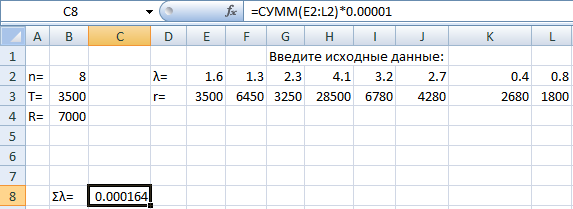 C8 fx =СУММ(E2:L2)*0.00001
A B C D E F G H I J K L
1 Введите исходные данные:
2 n= 8 λ= 1.6 1.3 2.3 4.1 3.2 2.7 0.4 0.8
3 T= 3500 r= 3500 6450 3250 28500 6780 4280 2680 1800
4 R= 7000
5
6
7
8 Σλ= 0.000164